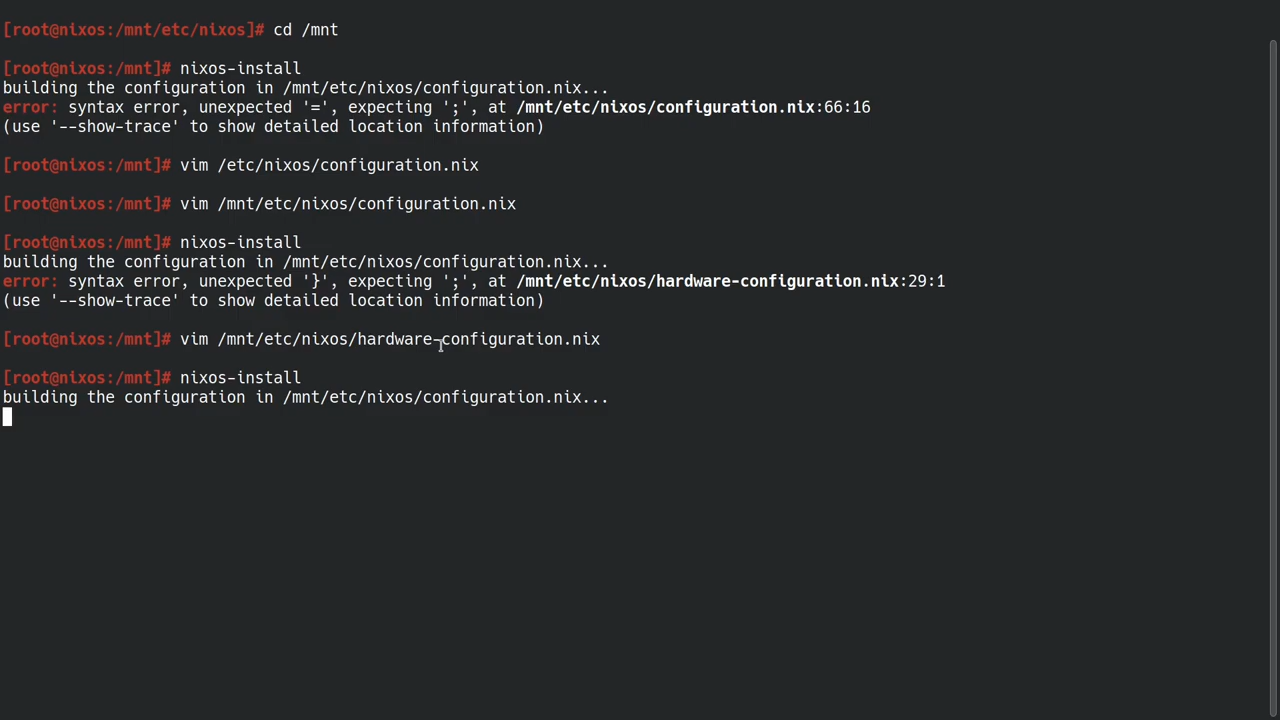 [root@nixos:/mnt/etc/nixos]# cd /mnt
[root@nixos:/mnt]# nixos-install
building the configuration in /mnt/etc/nixos/configuration.nix...
error: syntax error, unexpected '=', expecting ';', at /mnt/etc/nixos/configuration.nix:66:16
(use '--show-trace' to show detailed location information)
[root@nixos:/mnt]# vim /etc/nixos/configuration.nix
[root@nixos:/mnt]# vim /mnt/etc/nixos/configuration.nix
[root@nixos:/mnt]# nixos-install
building the configuration in /mnt/etc/nixos/configuration.nix...
error: syntax error, unexpected '}', expecting ';', at /mnt/etc/nixos/hardware-configuration.nix:29:1
(use '--show-trace' to show detailed location information)
[root@nixos:/mnt]# vim /mnt/etc/nixos/hardware-configuration.nix
[root@nixos:/mnt]# nixos-install
building the configuration in /mnt/etc/nixos/configuration.nix...